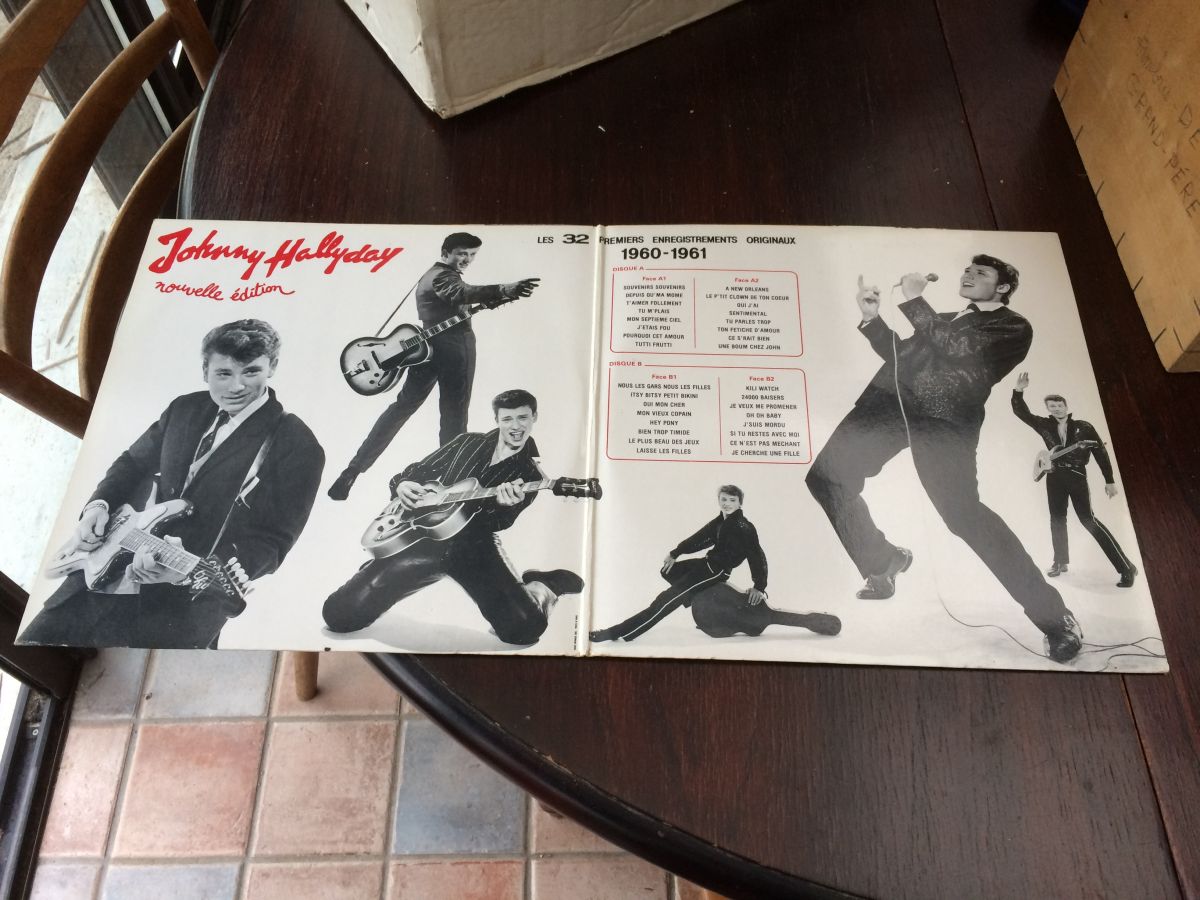 Johnny Hallyday
nouvelle édition
LES 32 PREMIERS ENREGISTREMENTS ORIGINAUX
1960-1961
DISQUE A
Face A1
SOUVENIRS SOUVENIRS
DEPUIS QU'MA MOME
T'AIMER FOLLEMENT
TU M'PLAIS
MON SEPTIEME CIEL
J'ETAIS FOU
POURQUOI CET AMOUR
TUTTI FRUTTI
Face A2
A NEW ORLEANS
LE P'TIT CLOWN DE TON COEUR
OUI J'AI
SENTIMENTAL
TU PARLES TROP
TON FETICHE D'AMOUR
CE S'RAIT BIEN
UNE BOUM CHEZ JOHN
DISQUE B
Face B1
NOUS LES GARS NOUS LES FILLES
ITSY BITSY PETIT BIKINI
OUI MON CHER
MON VIEUX COPAIN
HEY PONY
BIEN TROP TIMIDE
LE PLUS BEAU DES JEUX
LAISSE LES FILLES
Face B2
KILI WATCH
24000 BAISERS
JE VEUX ME PROMENER
OH OH BABY
J'SUIS MORDU
SI TU RESTES AVEC MOI
CE N'EST PAS MECHANT
JE CHERCHE UNE FILLE
DIE
GRAND PÉRE